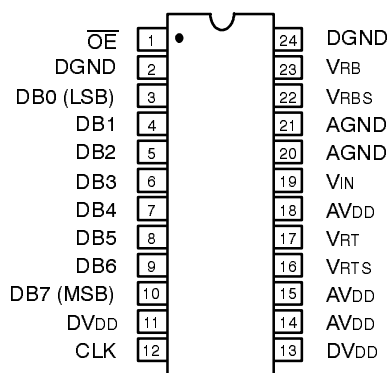 OE 1 24 DGND
DGND 2 23 VRB
DB0 (LSB) 3 22 VRBS
DB1 4 21 AGND
DB2 5 20 AGND
DB3 6 19 VIN
DB4 7 18 AVDD
DB5 8 17 VRT
DB6 9 16 VRTS
DB7 (MSB) 10 15 AVDD
DVDD 11 14 AVDD
CLK 12 13 DVDD